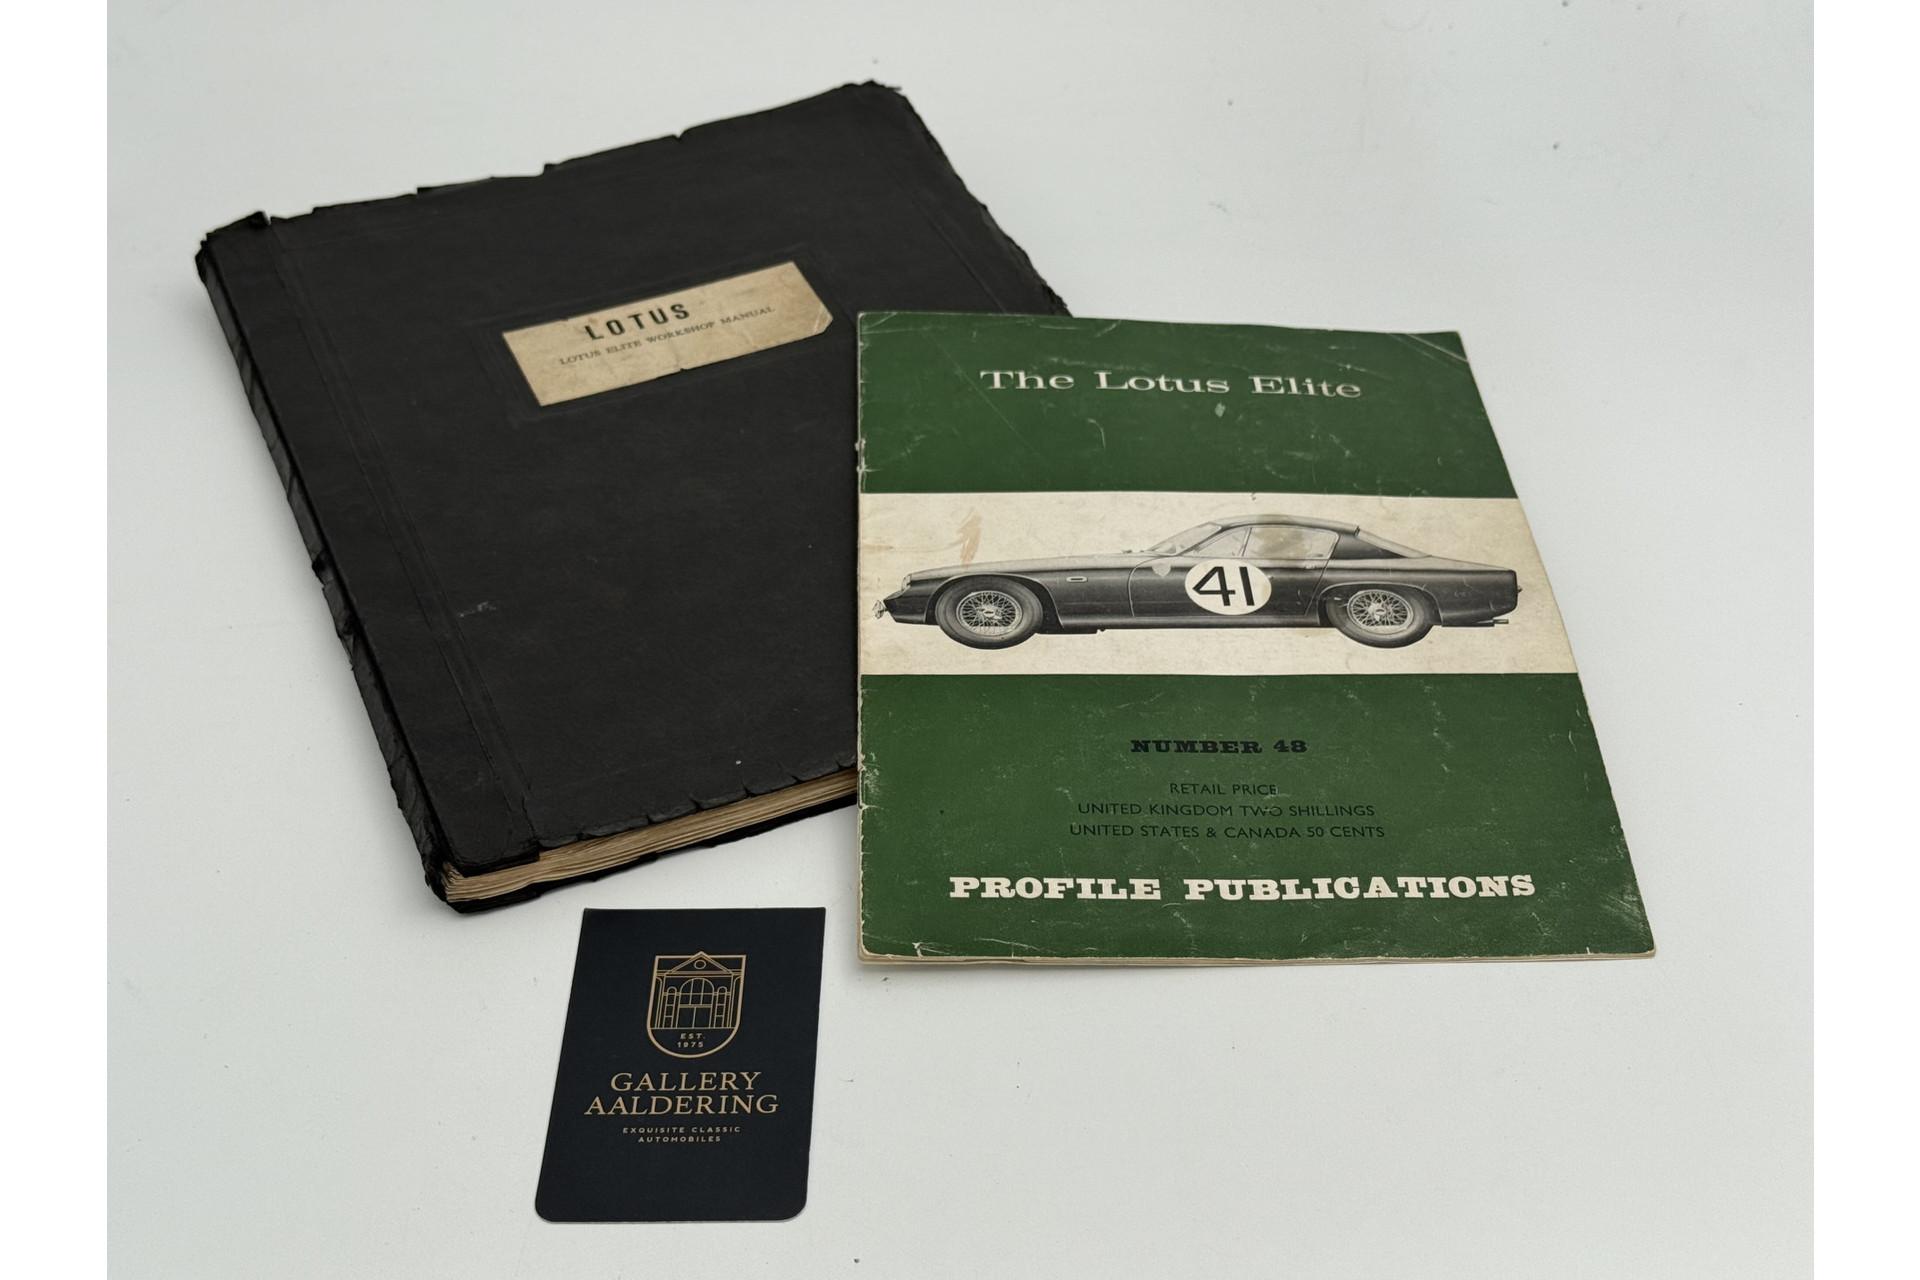 LOTUS
LOTUS ELITE WORKSHOP MANUAL
The Lotus Elite
41
NUMBER 48
RETAIL PRICE
UNITED KINGDOM TWO SHILLINGS
UNITED STATES & CANADA 50 CENTS
PROFILE PUBLICATIONS
EST.
1975
GALLERY
AALDERING
EXQUISITE CLASSIC
AUTOMOBILES